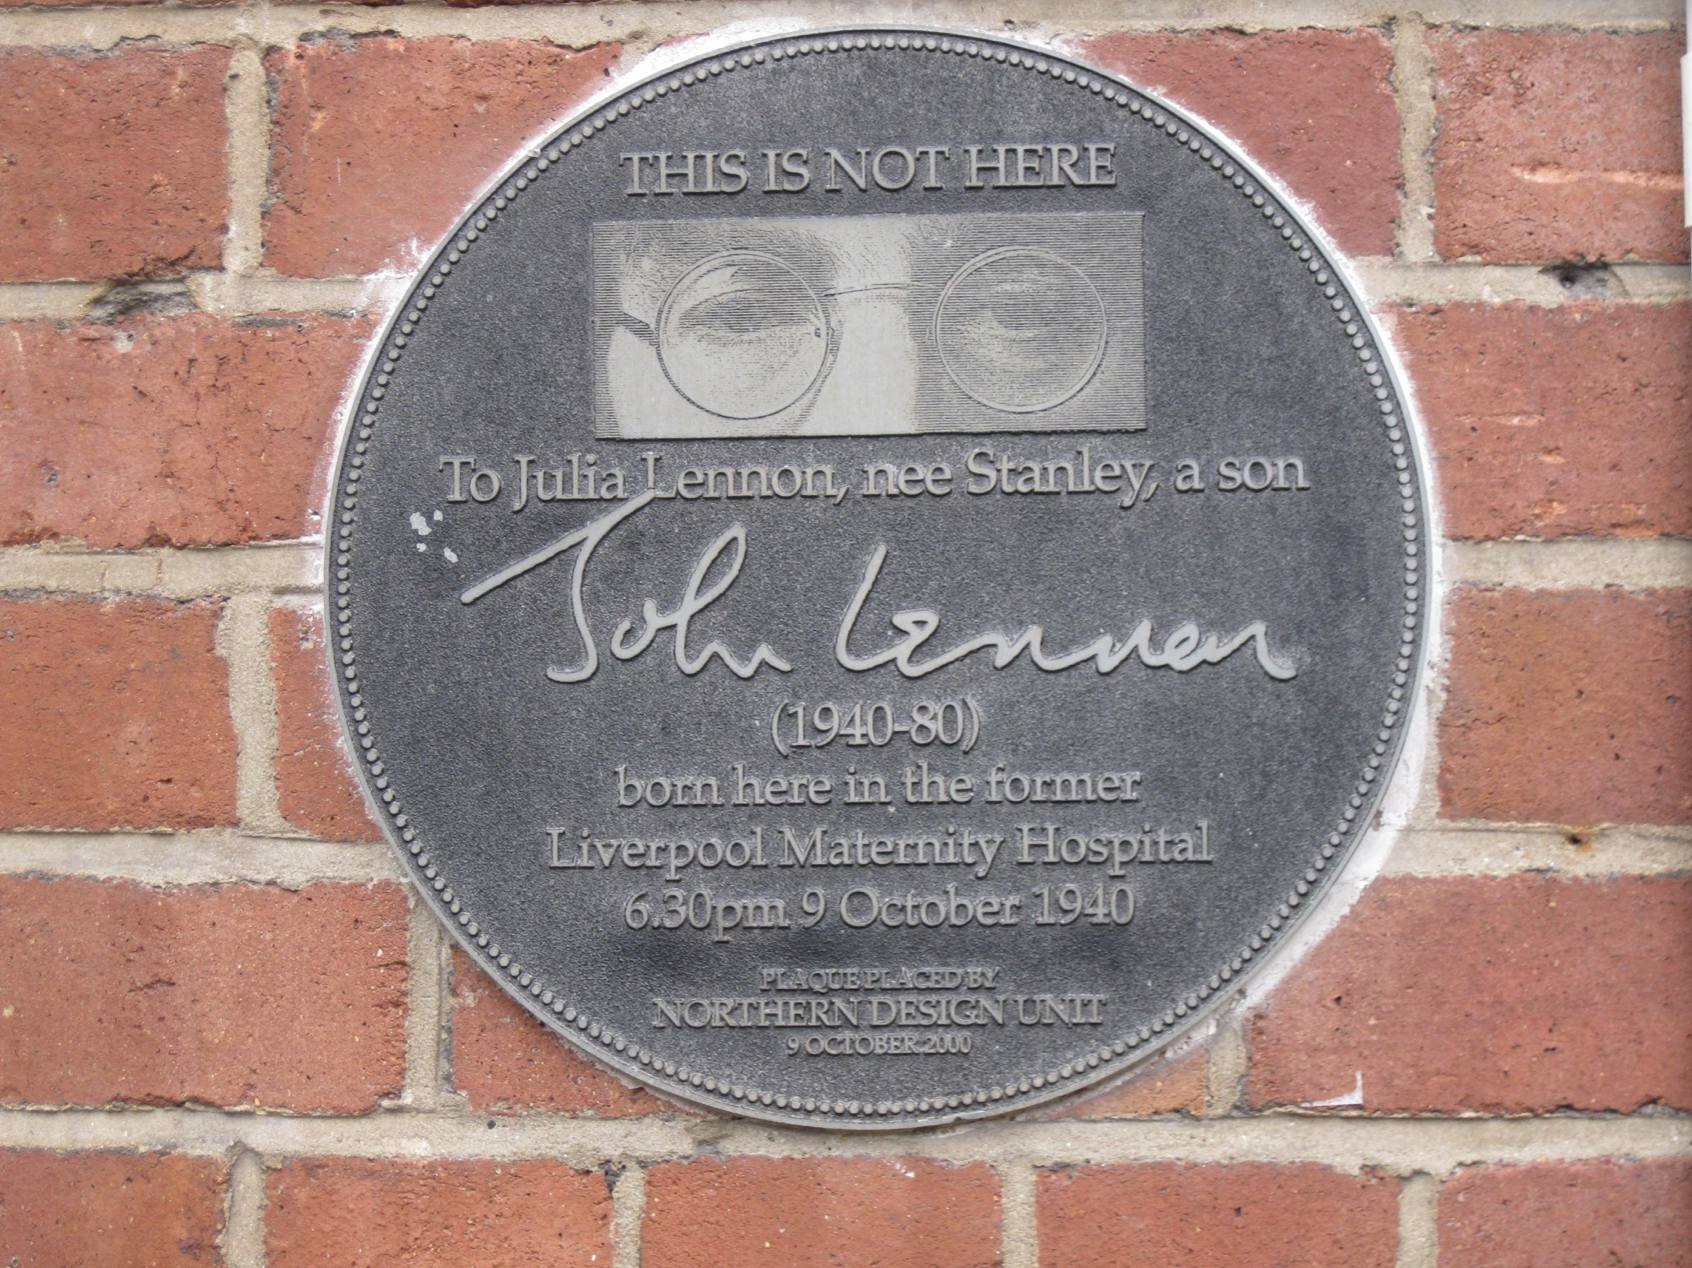 THIS IS NOT HERE
To Julia Lennon, nee Stanley, a son
John Lennon
(1940-80)
born here in the former
Liverpool Maternity Hospital
6.30pm 9 October 1940
PLAQUE PLACED BY
NORTHERN DESIGN UNIT
9 OCTOBER 2000